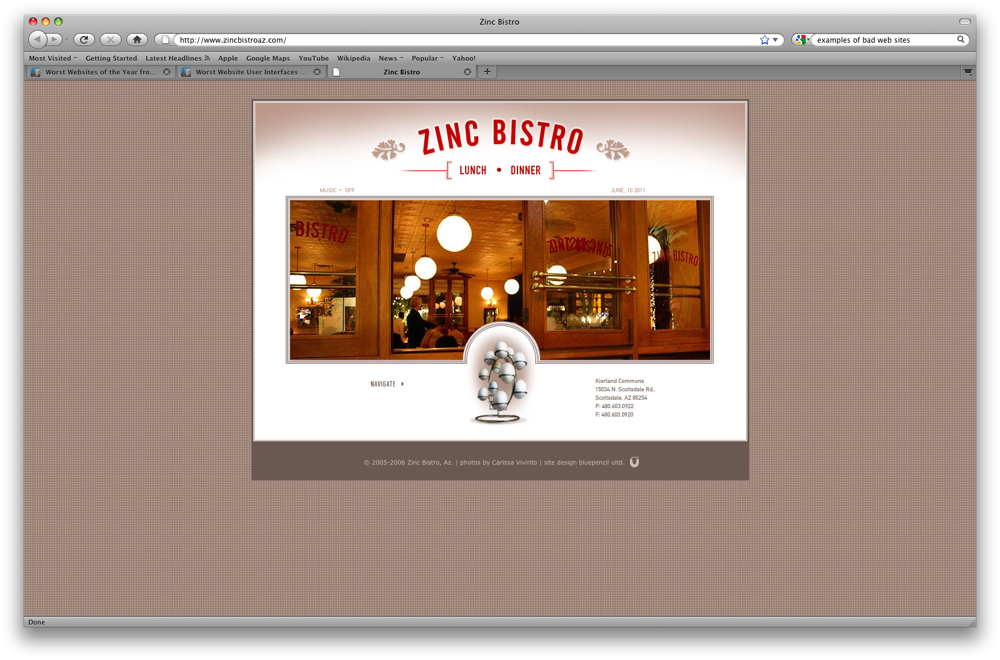 Zinc Bistro
http://www.zincbistroaz.com/
examples of bad web sites
Most Visited Getting Started Latest Headlines Apple Google Maps YouTube Wikipedia News Popular Yahoo!
Worst Websites of the Year fro... Worst Website User Interfaces ... Zinc Bistro
ZINC BISTRO
LUNCH • DINNER
MUSIC • OFF
JUNE, 10 2011
BISTRO
ZINC BISTRO
NAVIGATE
Kierland Commons
15034 N. Scottsdale Rd.,
Scottsdale, AZ 85254
P: 480.603.0922
F: 480.603.0920
© 2005-2006 Zinc Bistro, Az. | photos by Carissa Vivirito | site design bluepencil ultd.
Done